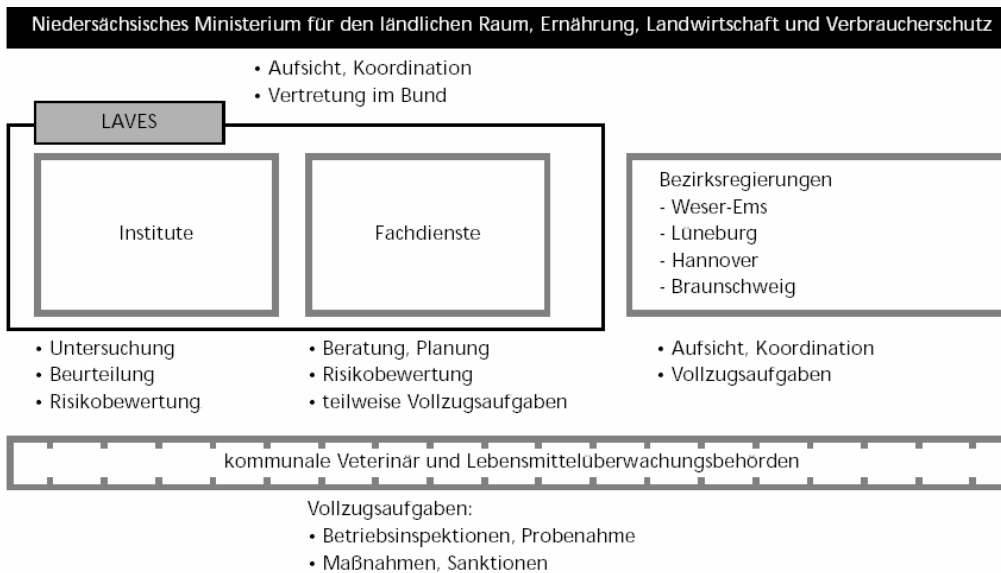 Niedersächsisches Ministerium für den ländlichen Raum, Ernährung, Landwirtschaft und Verbraucherschutz
• Aufsicht, Koordination
• Vertretung im Bund
LAVES
Institute
Fachdienste
Bezirksregierungen
- Weser-Ems
- Lüneburg
- Hannover
- Braunschweig
• Untersuchung
• Beurteilung
• Risikobewertung
• Beratung, Planung
• Risikobewertung
• teilweise Vollzugsaufgaben
• Aufsicht, Koordination
• Vollzugsaufgaben
kommunale Veterinär und Lebensmittelüberwachungsbehörden
Vollzugsaufgaben:
• Betriebsinspektionen, Probenahme
• Maßnahmen, Sanktionen